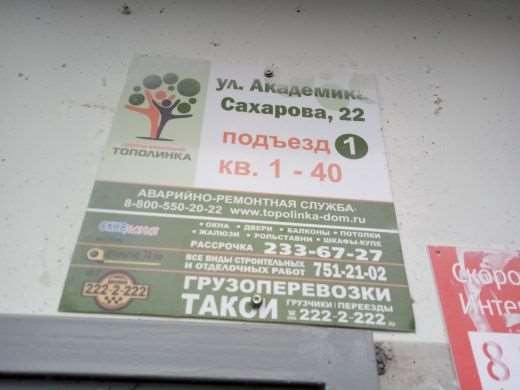 ул. Академика
Сахарова, 22
ТОПОЛИНКА
подъезд 1
кв. 1 - 40
АВАРИЙНО-РЕМОНТНАЯ СЛУЖБА
8-800-550-20-22 www.topolinka-dom.ru
• ОКНА • ДВЕРИ • БАЛКОНЫ • ПОТОЛКИ
• ЖАЛЮЗИ • РОЛЬСТАВНИ • ШКАФЫ-КУПЕ
РАССРОЧКА 233-67-27
ВСЕ ВИДЫ СТРОИТЕЛЬНЫХ
И ОТДЕЛОЧНЫХ РАБОТ 751-21-02
222-2-222
ГРУЗОПЕРЕВОЗКИ
ТАКСИ ГРУЗЧИКИ ПЕРЕЕЗДЫ
222-2-222
Скоро
Инте
8